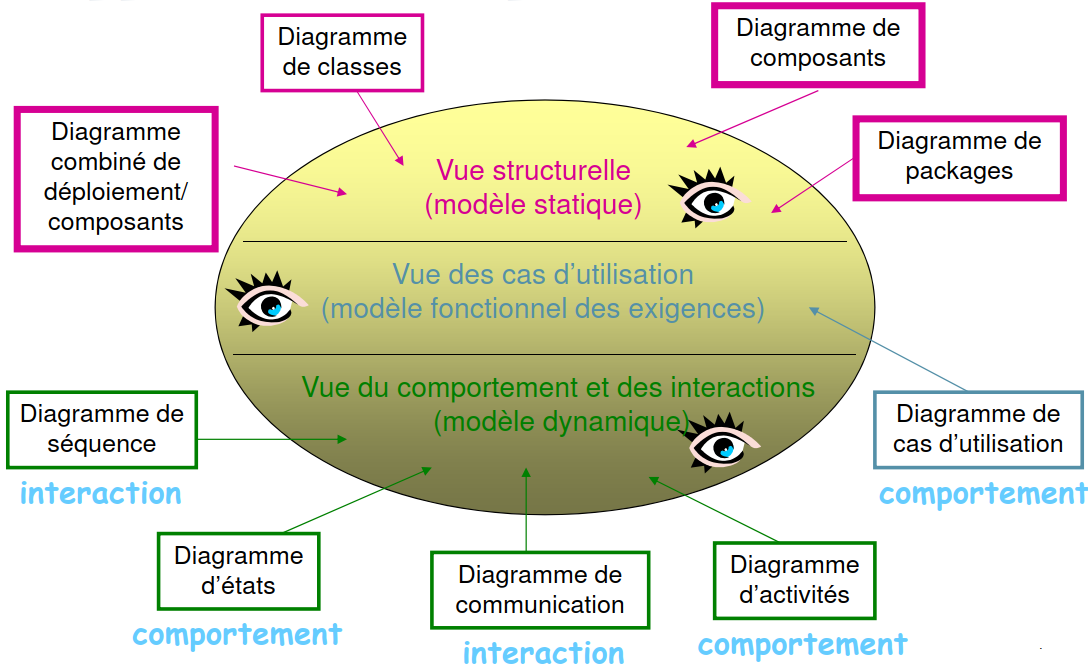 Diagramme
de classes
Diagramme de
composants
Diagramme
combiné de
déploiement/
composants
Diagramme de
packages
Vue structurelle
(modèle statique)
Vue des cas d’utilisation
(modèle fonctionnel des exigences)
Vue du comportement et des interactions
(modèle dynamique)
Diagramme de
séquence
interaction
Diagramme de
cas d’utilisation
comportement
Diagramme
d’états
comportement
Diagramme de
communication
interaction
Diagramme
d’activités
comportement